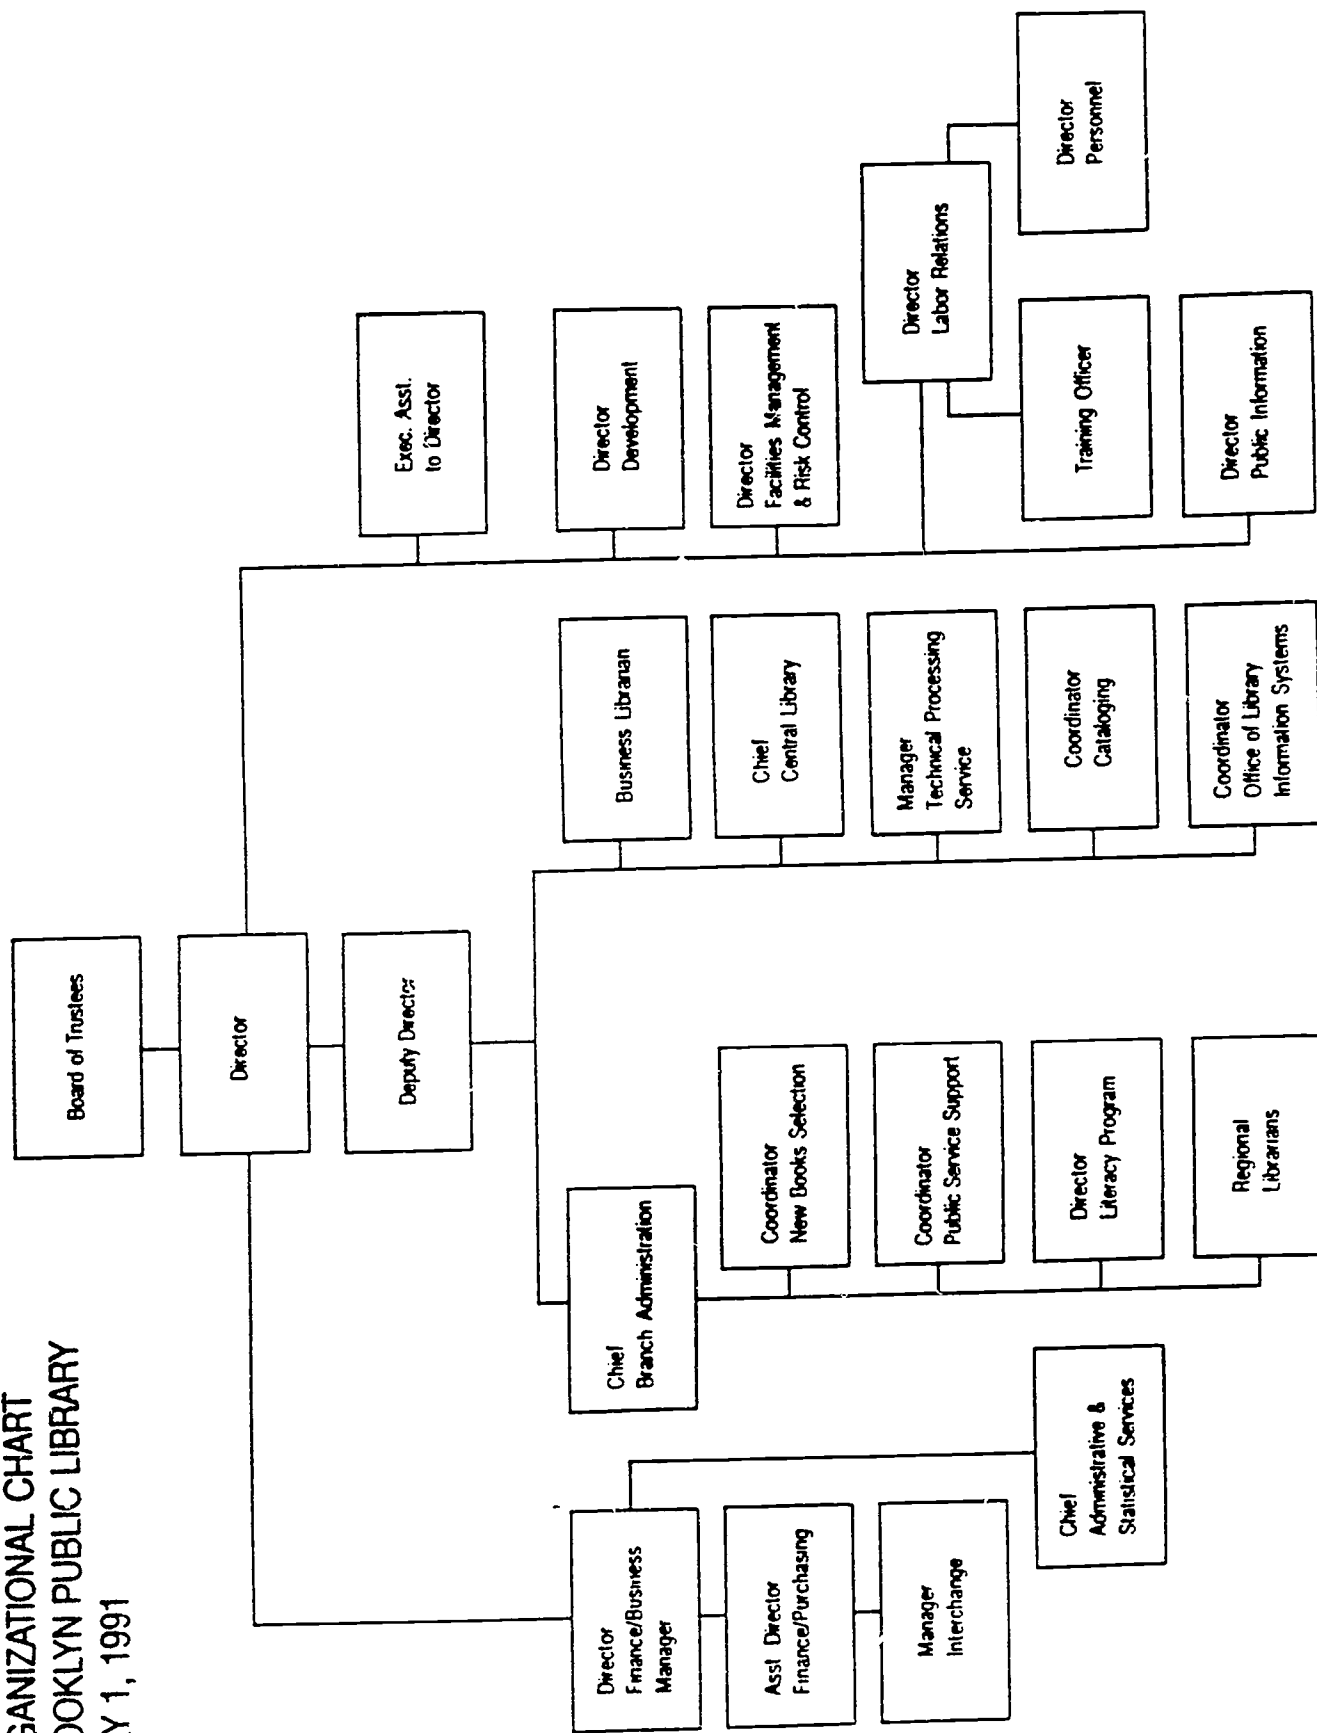 GANIZATIONAL CHART
OOKLYN PUBLIC LIBRARY
Y 1, 1991
Board of Trustees
Director
Deputy Director
Exec. Asst.
to Director
Director
Development
Director
Facilities Management
& Risk Control
Director
Labor Relations
Director
Personnel
Training Officer
Director
Public Information
Business Librarian
Chief
Central Library
Manager
Technical Processing
Service
Coordinator
Cataloging
Coordinator
Office of Library
Information Systems
Chief
Branch Administration
Coordinator
New Books Selection
Coordinator
Public Service Support
Director
Literacy Program
Regional
Librarians
Director
Finance/Business
Manager
Asst Director
Finance/Purchasing
Manager
Interchange
Chief
Administrative &
Statistical Services